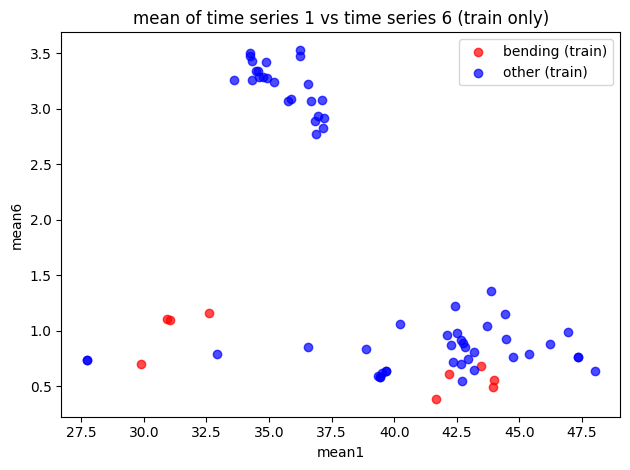 mean of time series 1 vs time series 6 (train only)
bending (train)
other (train)
3.5
3.0
2.5
2.0
1.5
1.0
0.5
mean6
27.5 30.0 32.5 35.0 37.5 40.0 42.5 45.0 47.5
mean1